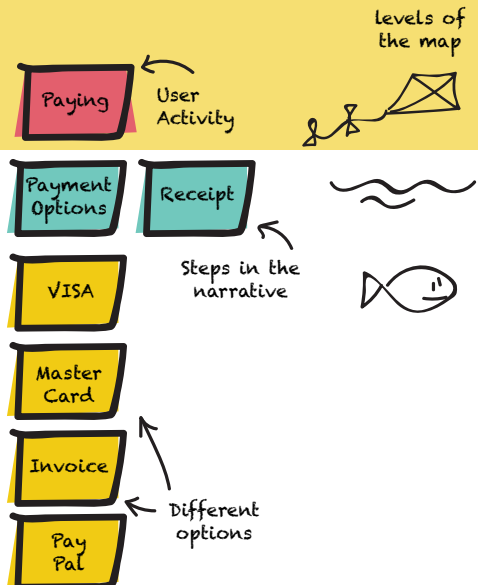 levels of
the map
Paying
User
Activity
Payment
Options
Receipt
Steps in the
narrative
VISA
Master
Card
Invoice
Different
options
Pay
Pal